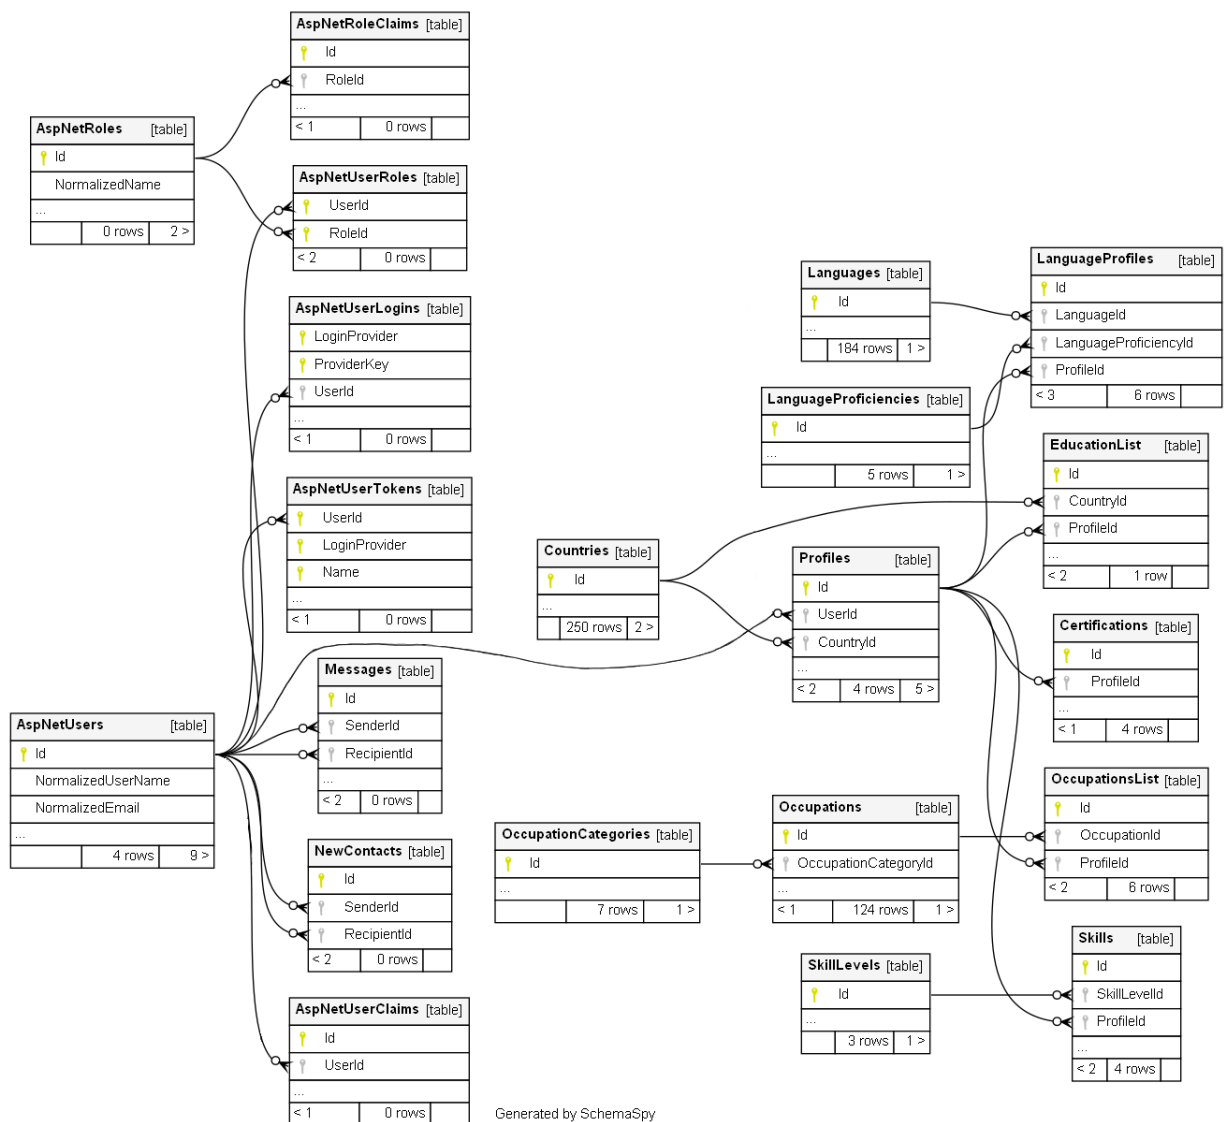 AspNetRoleClaims [table]
Id
RoleId
...
< 1 0 rows
AspNetRoles [table]
Id
NormalizedName
...
0 rows 2 >
AspNetUserRoles [table]
UserId
RoleId
< 2 0 rows
AspNetUserLogins [table]
LoginProvider
ProviderKey
UserId
...
< 1 0 rows
AspNetUserTokens [table]
UserId
LoginProvider
Name
...
< 1 0 rows
Messages [table]
Id
SenderId
RecipientId
...
< 2 0 rows
AspNetUsers [table]
Id
NormalizedUserName
NormalizedEmail
...
4 rows 9 >
NewContacts [table]
Id
SenderId
RecipientId
< 2 0 rows
AspNetUserClaims [table]
Id
UserId
...
< 1 0 rows
Languages [table]
Id
...
184 rows 1 >
LanguageProficiencies [table]
Id
...
5 rows 1 >
Countries [table]
Id
...
250 rows 2 >
Profiles [table]
Id
UserId
CountryId
...
< 2 4 rows 5 >
OccupationCategories [table]
Id
...
7 rows 1 >
Occupations [table]
Id
OccupationCategoryId
...
< 1 124 rows 1 >
SkillLevels [table]
Id
...
3 rows 1 >
LanguageProfiles [table]
Id
LanguageId
LanguageProficiencyId
ProfileId
< 3 6 rows
EducationList [table]
Id
CountryId
ProfileId
...
< 2 1 row
Certifications [table]
Id
ProfileId
...
< 1 4 rows
OccupationsList [table]
Id
OccupationId
ProfileId
< 2 6 rows
Skills [table]
Id
SkillLevelId
ProfileId
...
< 2 4 rows
Generated by SchemaSpy